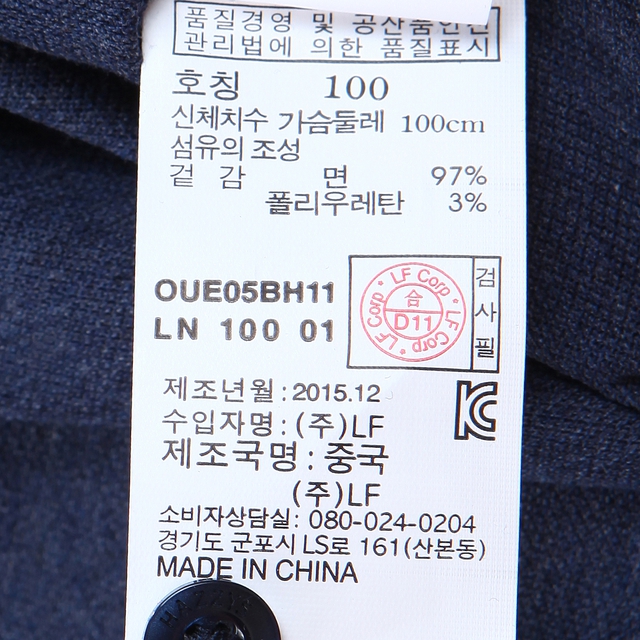 품질경영 및 공산품안전
관리법에 의한 품질표시
호칭 100
신체치수 가슴둘레 100cm
섬유의 조성
겉 감 면 97%
폴리우레탄 3%
OUE05BH11
LN 100 01
LF Corp · LF Corp · LF Corp ·
合
D11
검사필
제조년월 : 2015.12
수입자명 : (주)LF
제조국명 : 중국
(주)LF
소비자상담실: 080-024-0204
경기도 군포시 LS로 161(산본동)
MADE IN CHINA